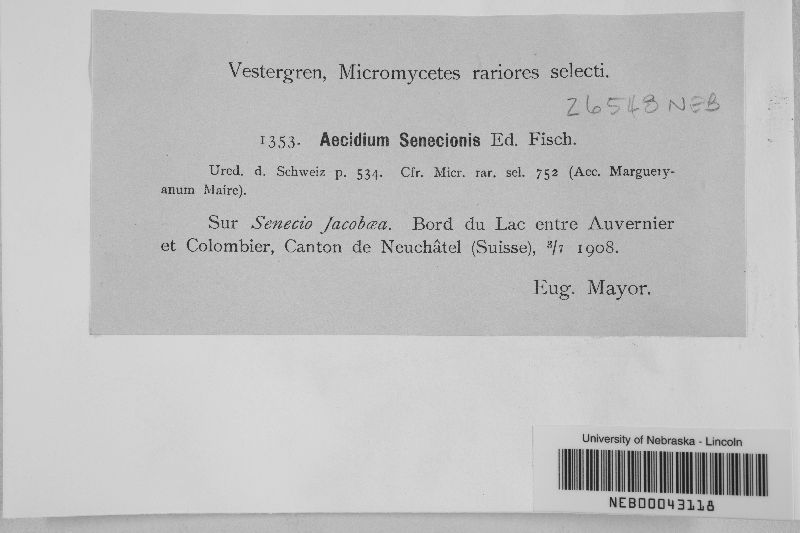 Vestergren, Micromycetes rariores selecti.
26548 NEB
1353. Aecidium Senecionis Ed. Fisch.
Ured. d. Schweiz p. 534. Cfr. Micr. rar. sel. 752 (Aec. Marguery-
anum Maire).
Sur Senecio Jacobæa. Bord du Lac entre Auvernier
et Colombier, Canton de Neuchâtel (Suisse), 3/7 1908.
Eug. Mayor.
University of Nebraska - Lincoln
NEB00043118